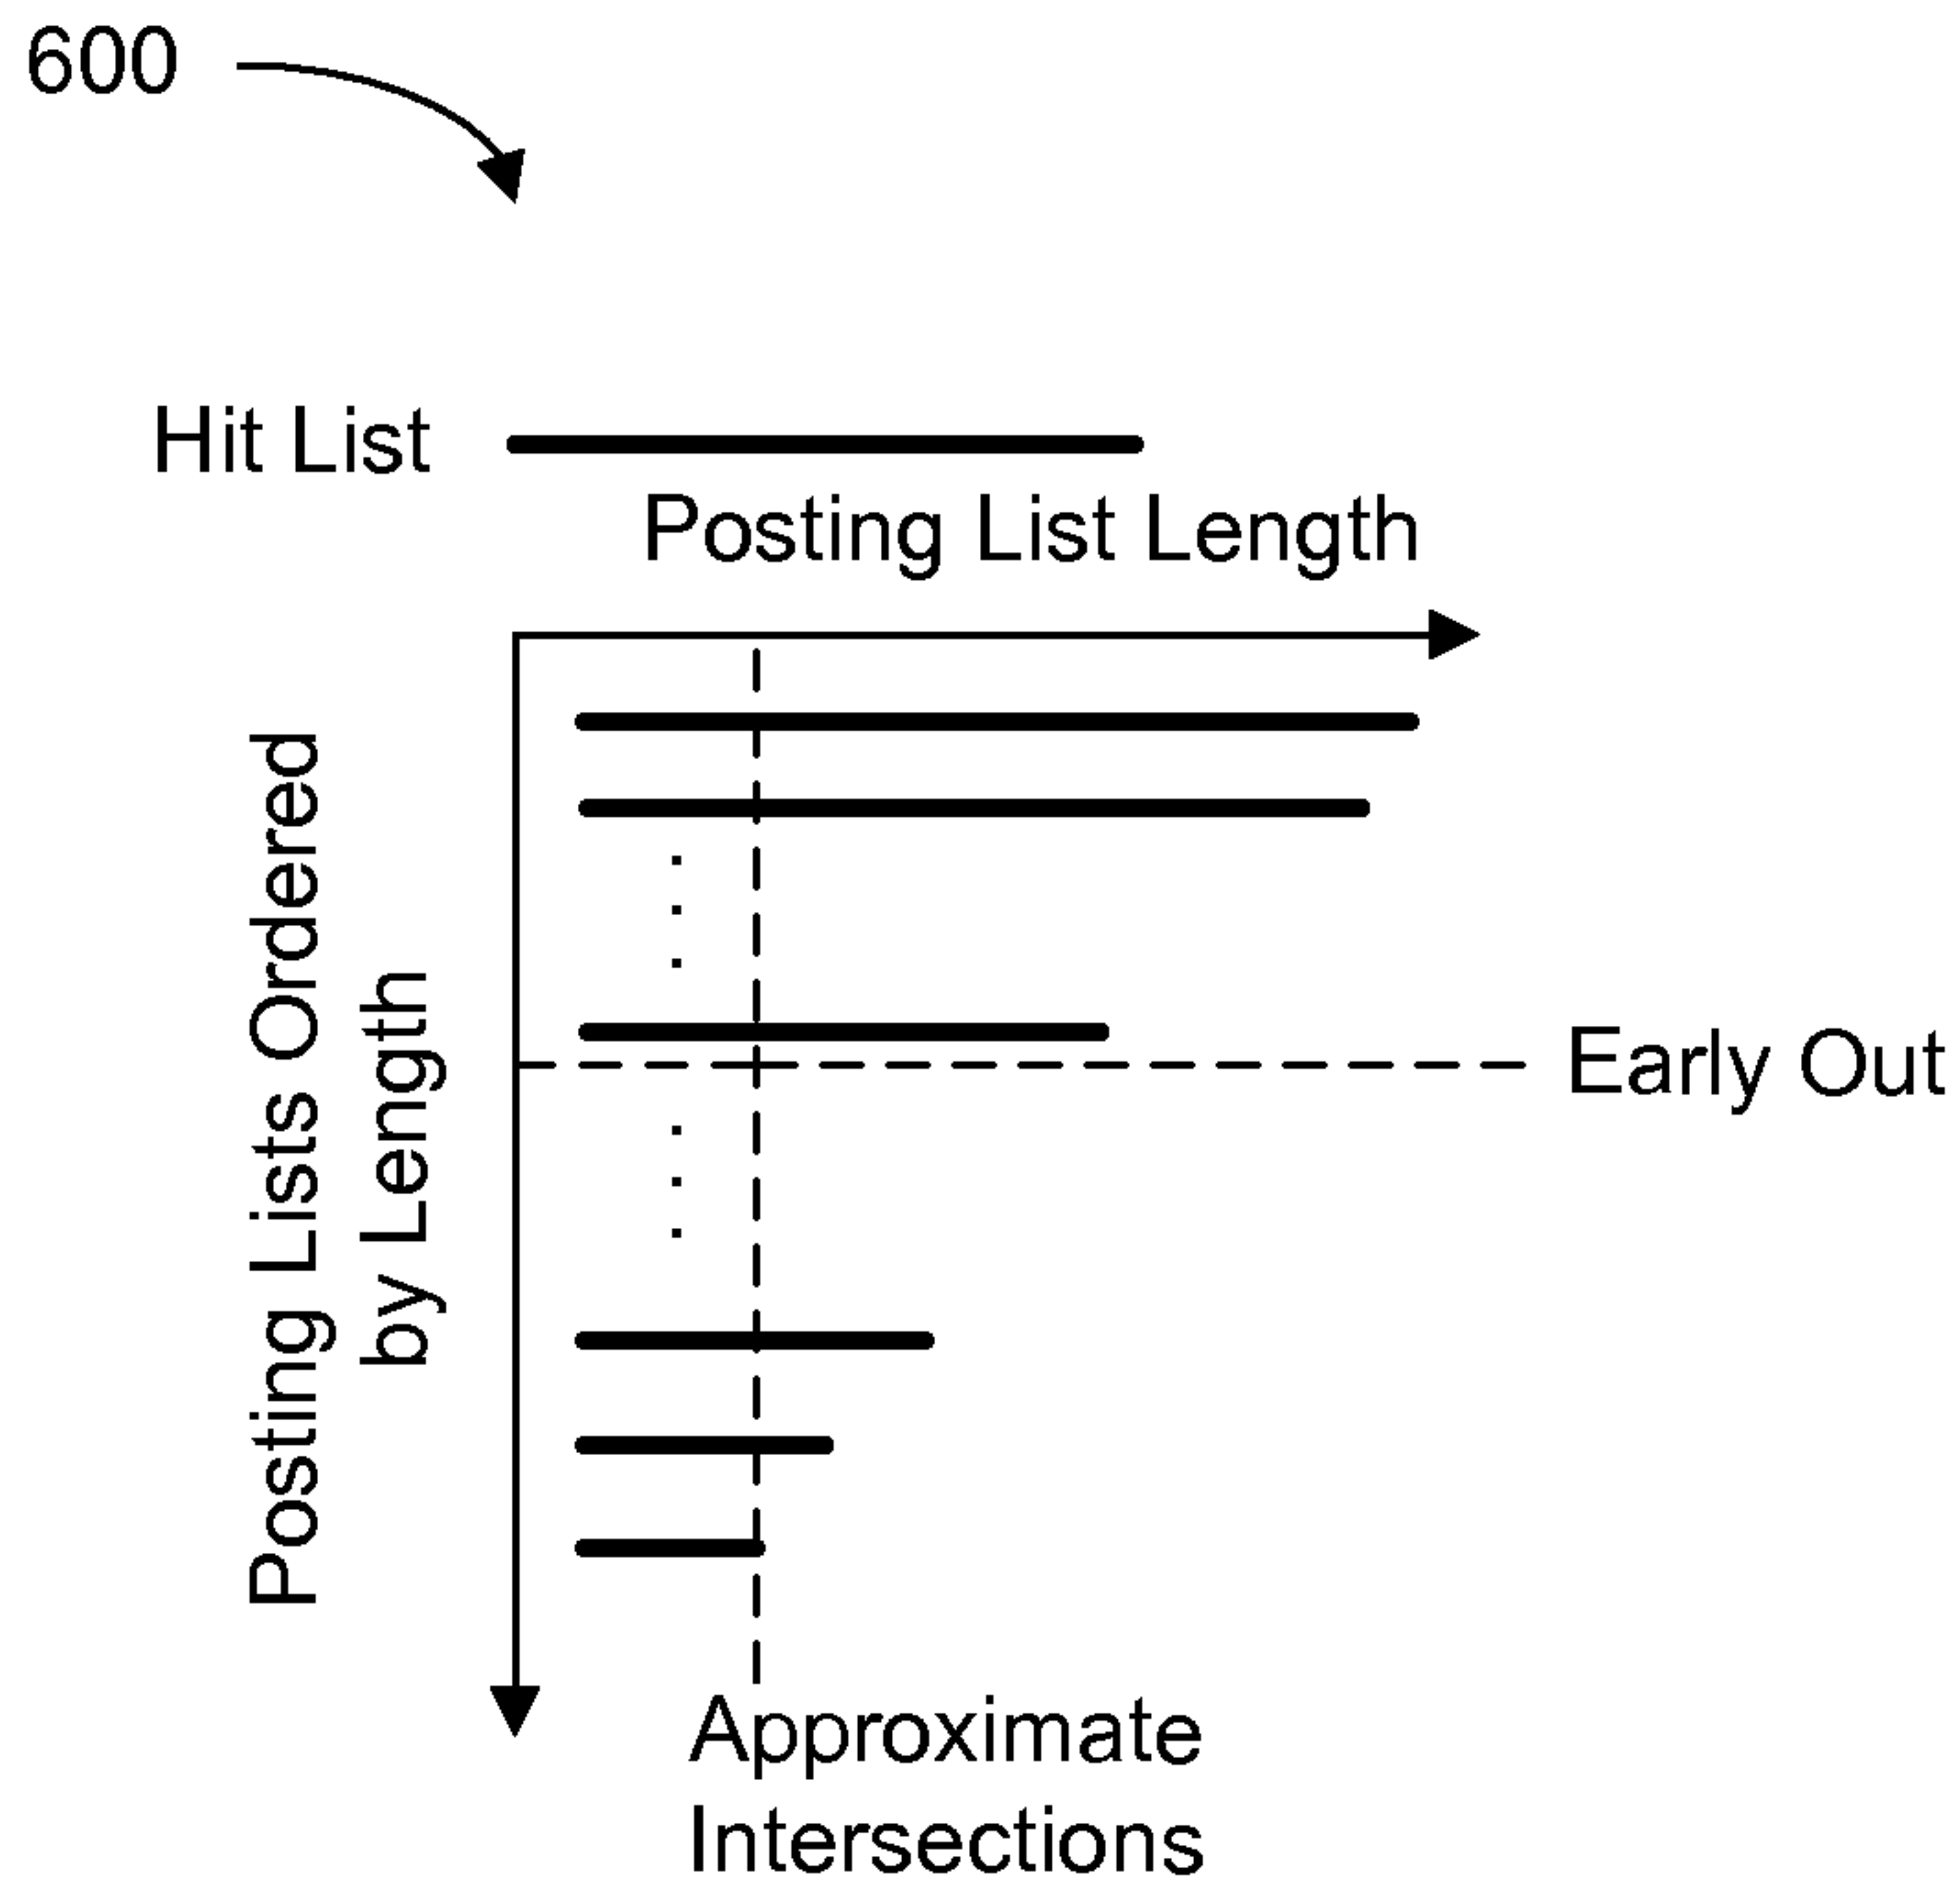 600
Hit List
Posting List Length
Posting Lists Ordered
by Length
Early Out
Approximate
Intersections